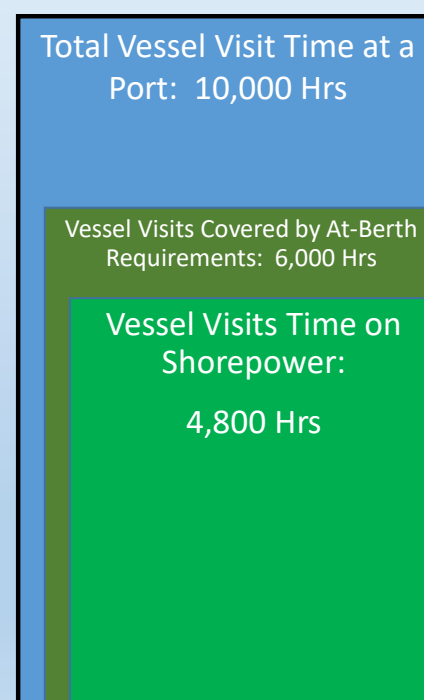 Total Vessel Visit Time at a
Port: 10,000 Hrs
Vessel Visits Covered by At-Berth
Requirements: 6,000 Hrs
Vessel Visits Time on
Shorepower:
4,800 Hrs